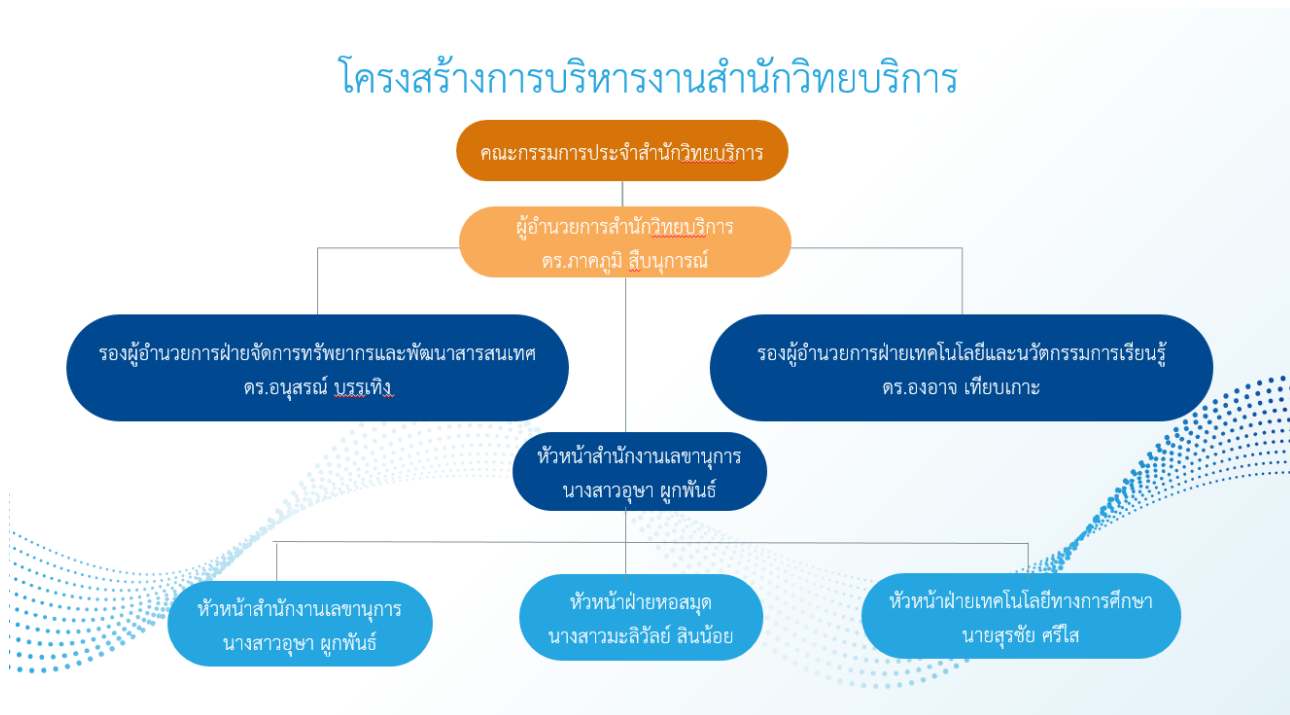 โครงสร้างการบริหารงานสำนักวิทยบริการ
คณะกรรมการประจำสำนักวิทยบริการ
ผู้อำนวยการสำนักวิทยบริการ
ดร.ภาคภูมิ สืบนุการณ์
รองผู้อำนวยการฝ่ายจัดการทรัพยากรและพัฒนาสารสนเทศ
ดร.อนุสรณ์ บรรเทิง
รองผู้อำนวยการฝ่ายเทคโนโลยีและนวัตกรรมการเรียนรู้
ดร.องอาจ เทียบเกาะ
หัวหน้าสำนักงานเลขานุการ
นางสาวอุษา ผูกพันธ์
หัวหน้าสำนักงานเลขานุการ
นางสาวอุษา ผูกพันธ์
หัวหน้าฝ่ายหอสมุด
นางสาวมะลิวัลย์ สินน้อย
หัวหน้าฝ่ายเทคโนโลยีทางการศึกษา
นายสุรชัย ศรีใส